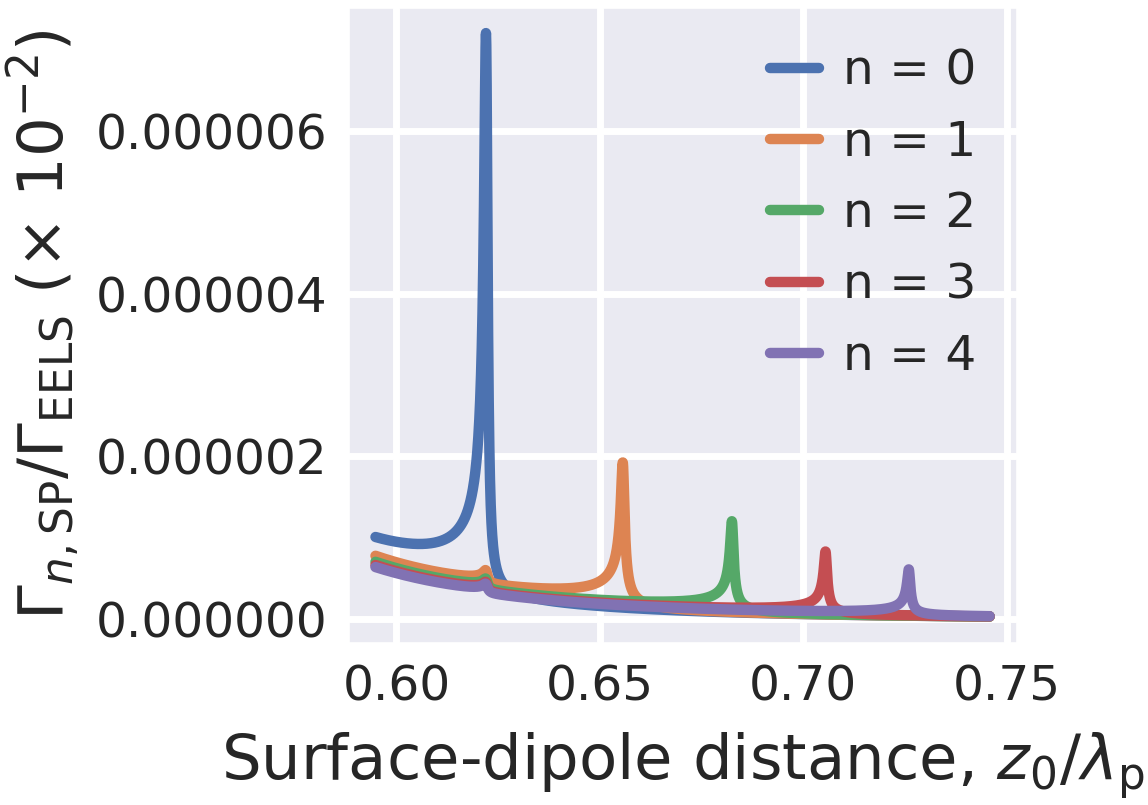 Γn, SP/ΓEELS (× 10⁻²)
0.000006
0.000004
0.000002
0.000000
n = 0
n = 1
n = 2
n = 3
n = 4
0.60 0.65 0.70 0.75
Surface-dipole distance, z₀/λₚ